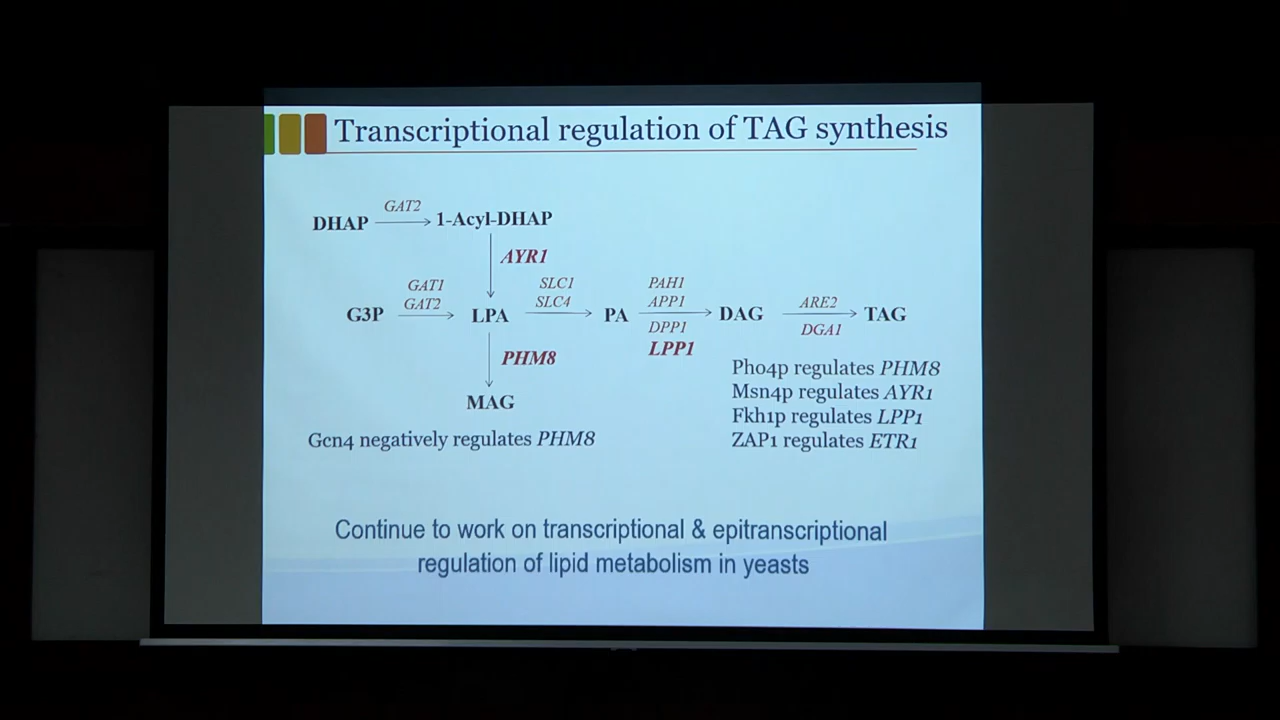 Transcriptional regulation of TAG synthesis
GAT2
DHAP 1-Acyl-DHAP
AYR1
GAT1 SLC1 PAH1
GAT2 SLC4 APP1 ARE2
G3P LPA PA DAG TAG
DPP1 DGA1
LPP1
PHM8
MAG
Gcn4 negatively regulates PHM8
Pho4p regulates PHM8
Msn4p regulates AYR1
Fkh1p regulates LPP1
ZAP1 regulates ETR1
Continue to work on transcriptional & epitranscriptional
regulation of lipid metabolism in yeasts